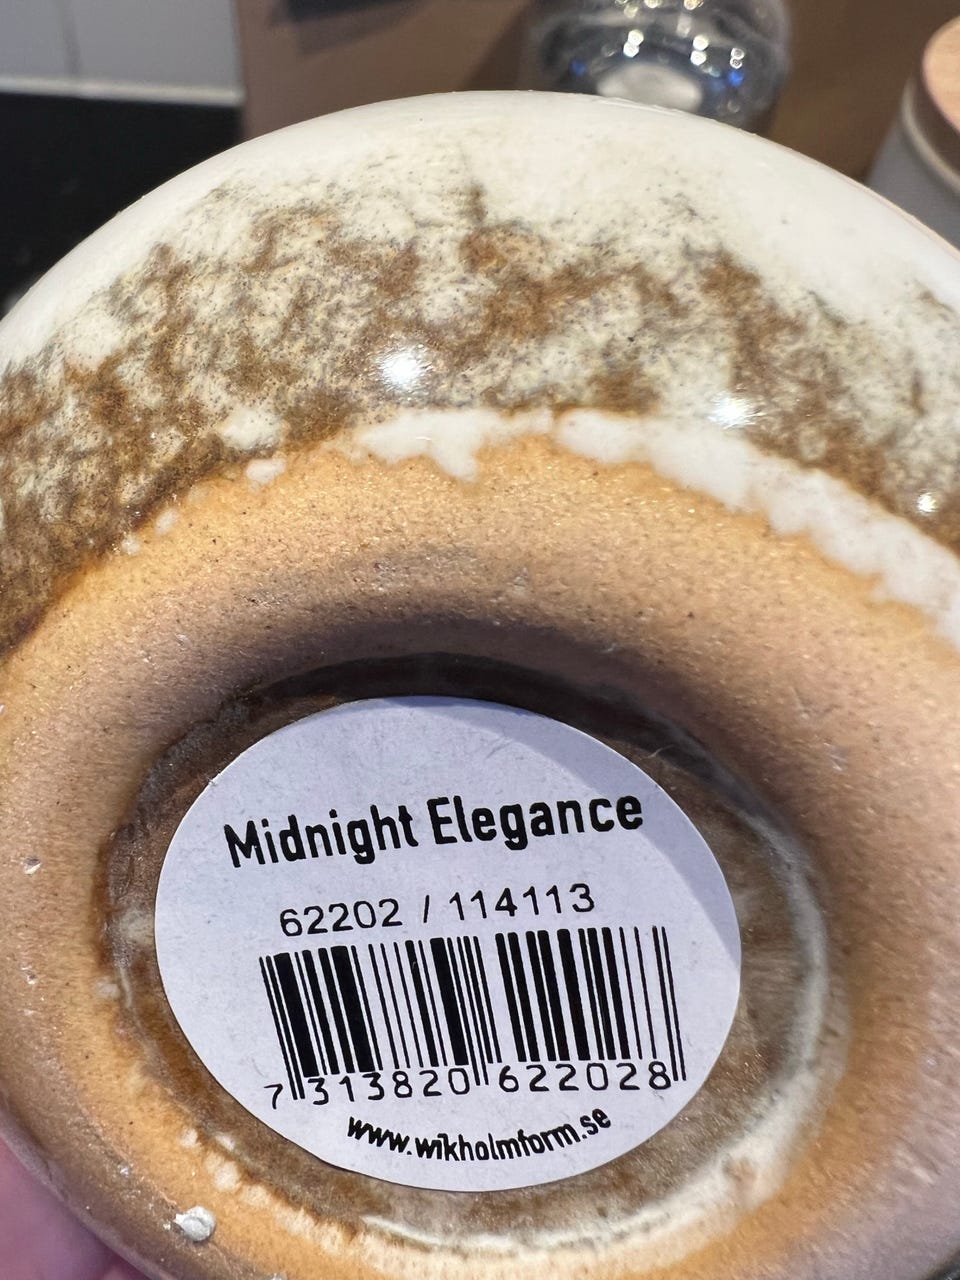 Midnight Elegance
62202 / 114113
7 313820 622028
www.wikholmform.se